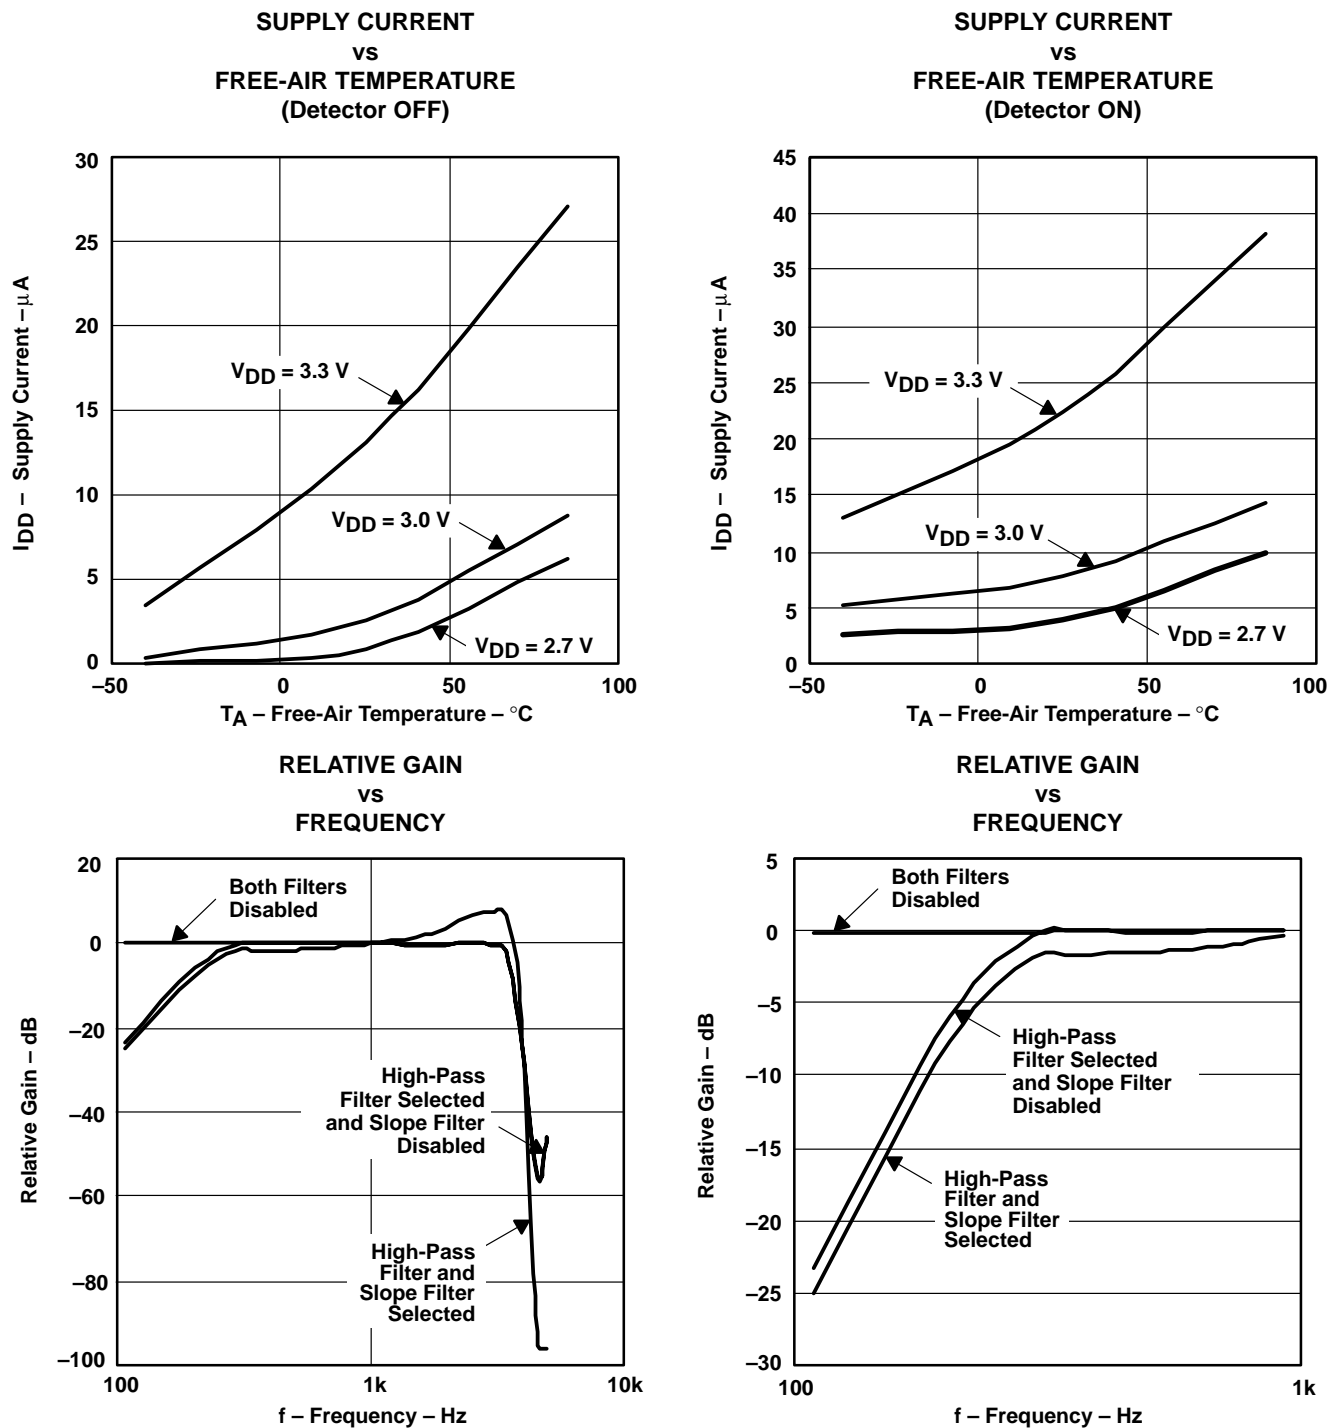 SUPPLY CURRENT
vs
FREE-AIR TEMPERATURE
(Detector OFF)
30
25
20
15
10
5
0
–50
0
50
100
IDD – Supply Current –μA
VDD = 3.3 V
VDD = 3.0 V
VDD = 2.7 V
TA – Free-Air Temperature – °C
SUPPLY CURRENT
vs
FREE-AIR TEMPERATURE
(Detector ON)
45
40
35
30
25
20
15
10
5
0
–50
0
50
100
IDD – Supply Current –μA
VDD = 3.3 V
VDD = 3.0 V
VDD = 2.7 V
TA – Free-Air Temperature – °C
RELATIVE GAIN
vs
FREQUENCY
20
0
–20
–40
–60
–80
–100
100
1k
10k
Relative Gain – dB
Both Filters
Disabled
High-Pass
Filter Selected
and Slope Filter
Disabled
High-Pass
Filter and
Slope Filter
Selected
f – Frequency – Hz
RELATIVE GAIN
vs
FREQUENCY
5
0
–5
–10
–15
–20
–25
–30
100
1k
Relative Gain – dB
Both Filters
Disabled
High-Pass
Filter Selected
and Slope Filter
Disabled
High-Pass
Filter and
Slope Filter
Selected
f – Frequency – Hz